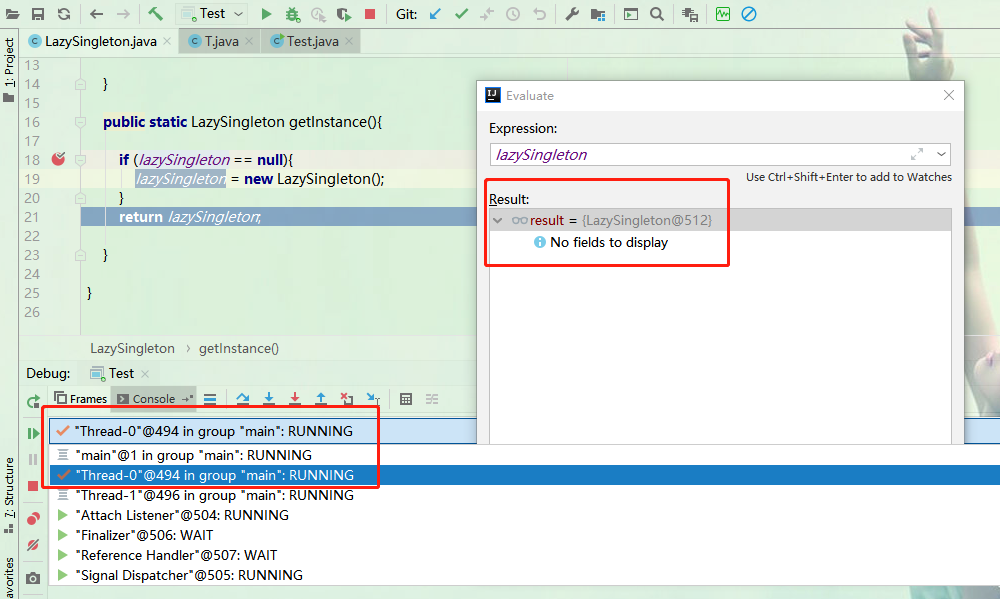 Test
Git:
LazySingleton.java
T.java
Test.java
1: Project
13
14 }
15
16 public static LazySingleton getInstance(){
17
18 if (lazySingleton == null){
19 lazySingleton = new LazySingleton();
20 }
21 return lazySingleton;
22
23 }
24
25 }
26
LazySingleton › getInstance()
Evaluate
Expression:
lazySingleton
Use Ctrl+Shift+Enter to add to Watches
Result:
result = {LazySingleton@512}
No fields to display
Debug: Test
Frames Console
"Thread-0"@494 in group "main": RUNNING
"main"@1 in group "main": RUNNING
"Thread-0"@494 in group "main": RUNNING
"Thread-1"@496 in group "main": RUNNING
"Attach Listener"@504: RUNNING
"Finalizer"@506: WAIT
"Reference Handler"@507: WAIT
"Signal Dispatcher"@505: RUNNING
7: Structure
avorites